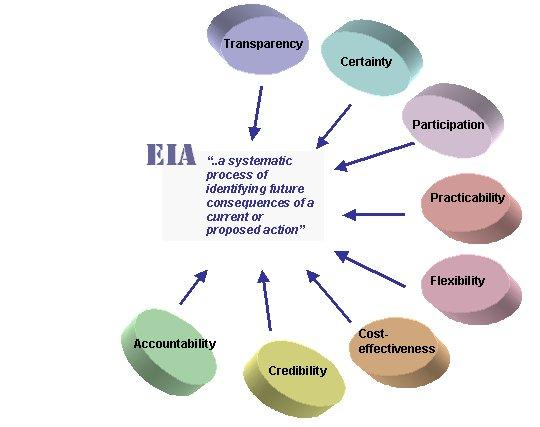 Transparency
Certainty
Participation
EIA
“..a systematic
process of
identifying future
consequences of a
current or
proposed action”
Practicability
Flexibility
Cost-
effectiveness
Credibility
Accountability